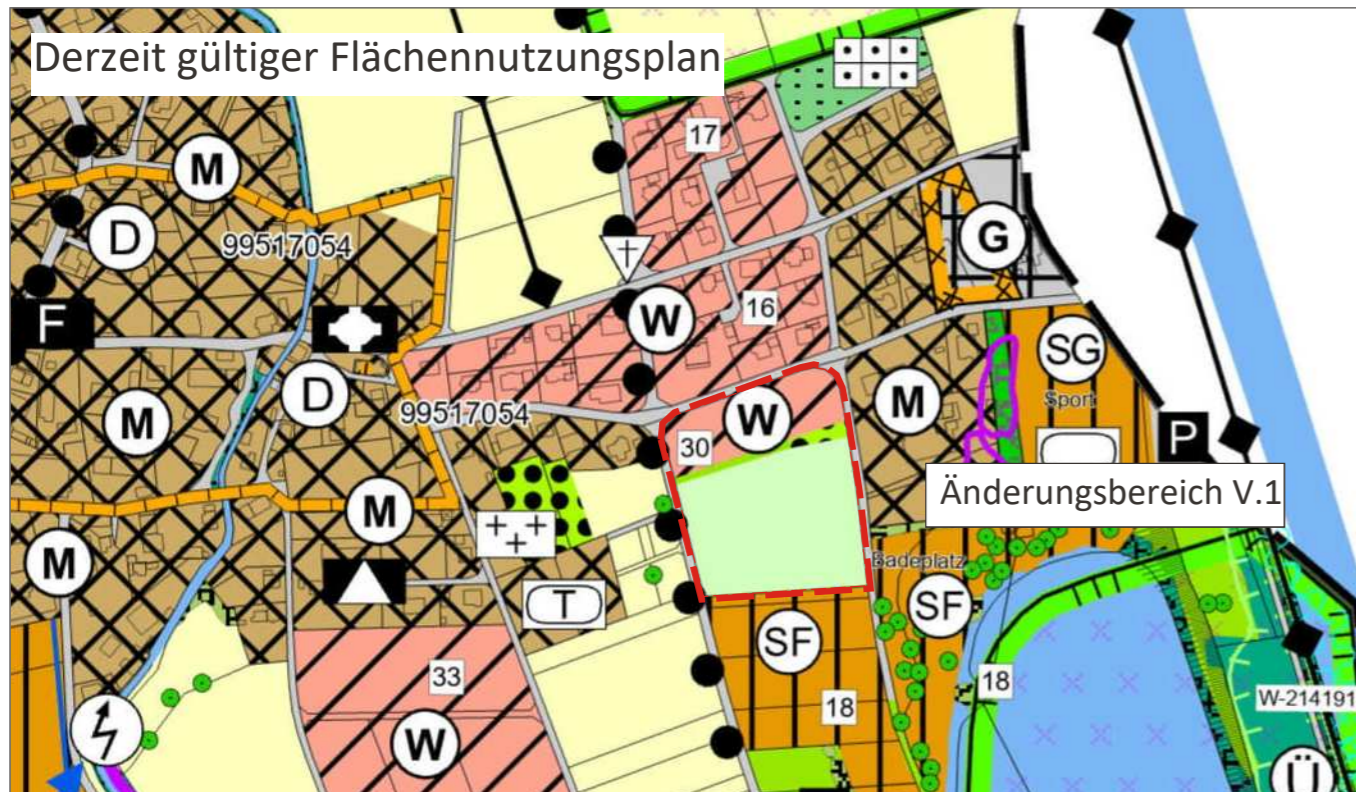 Derzeit gültiger Flächennutzungsplan
17
M
D
99517054
G
F
W
16
SG
Sport
D
99517054
M
W
M
P
30
Änderungsbereich V.1
M
M
T
Badeplatz
SF
SF
33
18
18
W-214191
W
Ü